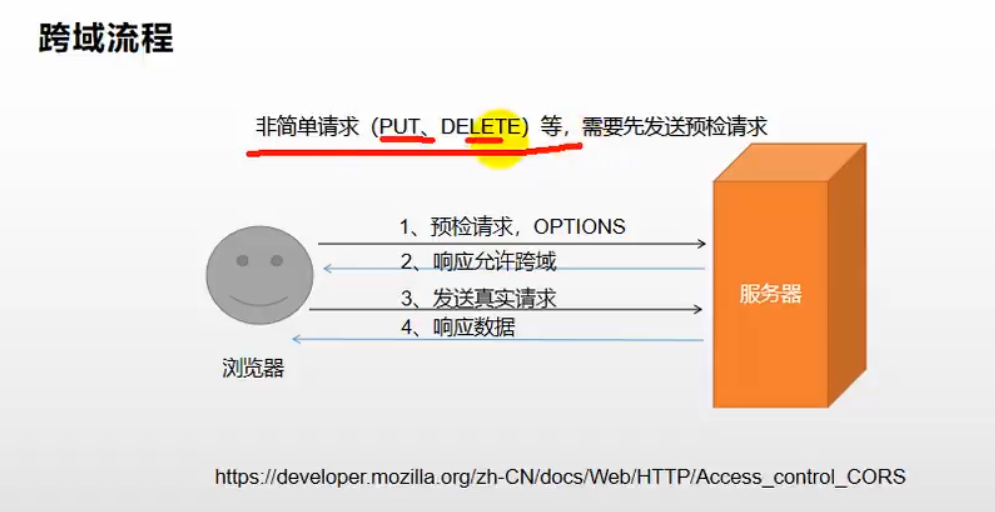 跨域流程
非简单请求（PUT、DELETE）等，需要先发送预检请求
1、预检请求，OPTIONS
2、响应允许跨域
3、发送真实请求
4、响应数据
服务器
浏览器
https://developer.mozilla.org/zh-CN/docs/Web/HTTP/Access_control_CORS